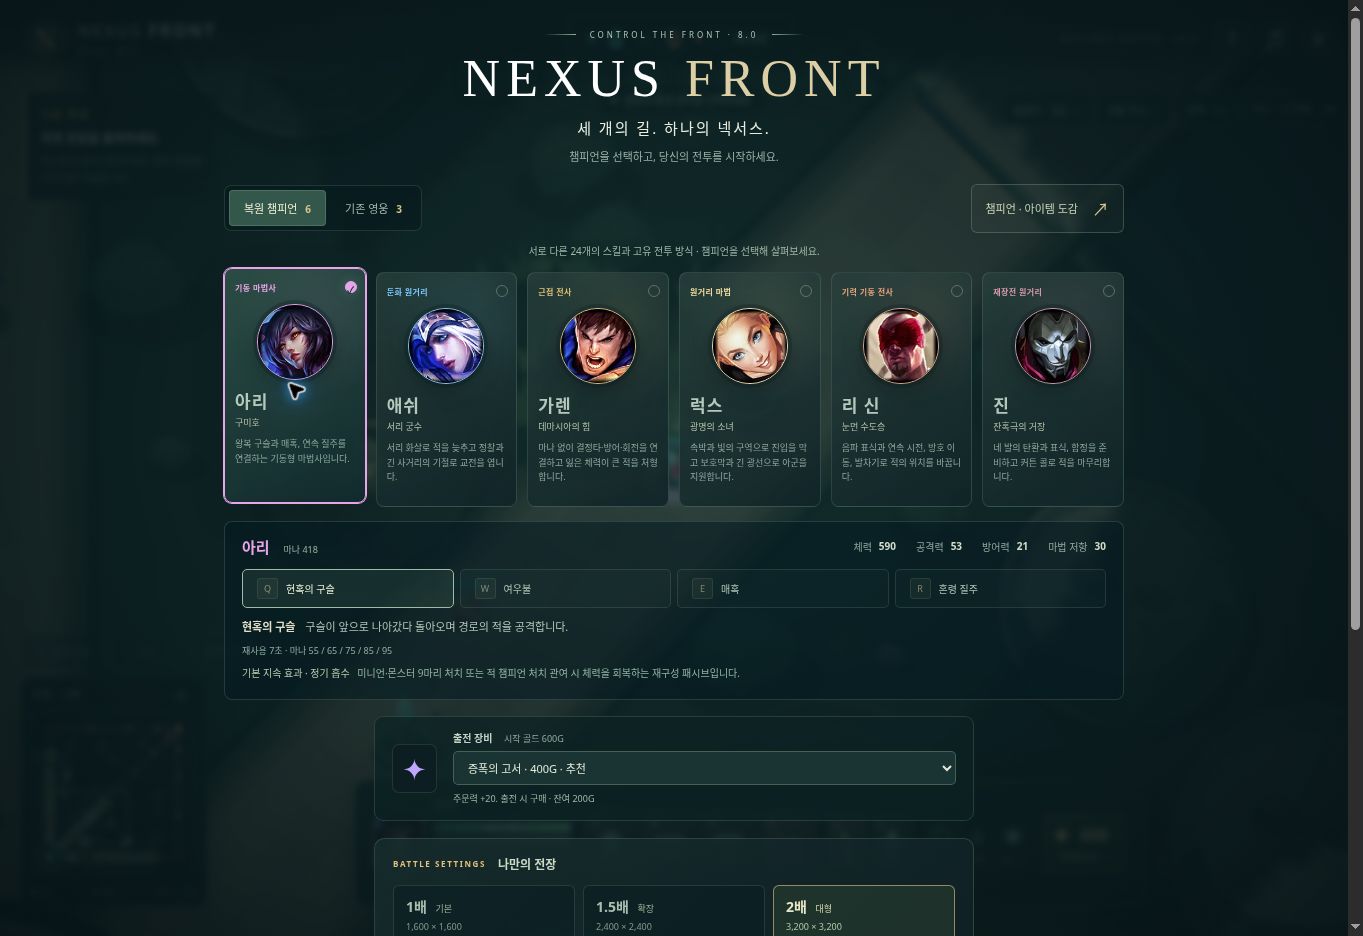 CONTROL THE FRONT · 8.0
NEXUS FRONT
세 개의 길. 하나의 넥서스.
챔피언을 선택하고, 당신의 전투를 시작하세요.
복원 챔피언 6
기존 영웅 3
챔피언 · 아이템 도감
서로 다른 24개의 스킬과 고유 전투 방식 · 챔피언을 선택해 살펴보세요.
기동 마법사
아리
구미호
왕복 구슬과 매혹, 연속 질주를
연결하는 기동형 마법사입니다.
둔화 원거리
애쉬
서리 궁수
서리 화살로 적을 늦추고 정찰과
긴 사거리의 기절로 교전을 엽니
다.
근접 전사
가렌
데마시아의 힘
마나 없이 결정타·방어·회전을 연
결하고 잃은 체력이 큰 적을 처형
합니다.
원거리 마법
럭스
광명의 소녀
속박과 빛의 구역으로 진입을 막
고 보호막과 긴 광선으로 아군을
지원합니다.
기력 기동 전사
리 신
눈먼 수도승
음파 표식과 연속 시전, 방호 이
동, 발차기로 적의 위치를 바꿉니
다.
재장전 원거리
진
잔혹극의 거장
네 발의 탄환과 표식, 함정을 준
비하고 커튼 콜로 적을 마무리합
니다.
아리 마나 418
체력 590 공격력 53 방어력 21 마법 저항 30
Q 현혹의 구슬
W 여우불
E 매혹
R 혼령 질주
현혹의 구슬 구슬이 앞으로 나아갔다 돌아오며 경로의 적을 공격합니다.
재사용 7초 · 마나 55 / 65 / 75 / 85 / 95
기본 지속 효과 · 정기 흡수 미니언·몬스터 9마리 처치 또는 적 챔피언 처치 관여 시 체력을 회복하는 재구성 패시브입니다.
출전 장비 시작 골드 600G
증폭의 고서 · 400G · 추천
주문력 +20. 출전 시 구매 · 잔여 200G
BATTLE SETTINGS 나만의 전장
1배 기본
1,600 × 1,600
1.5배 확장
2,400 × 2,400
2배 대형
3,200 × 3,200